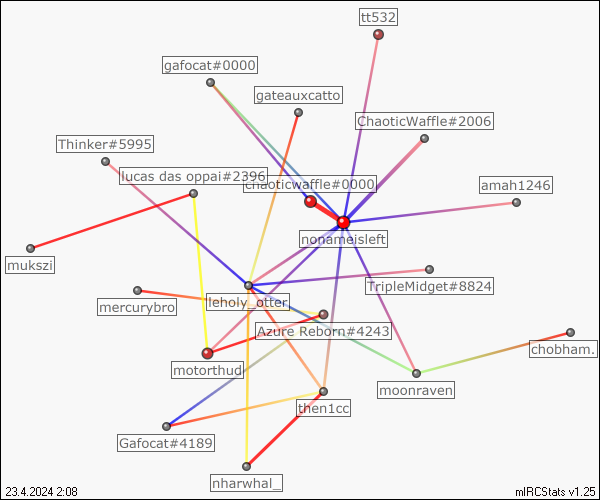 tt532
gafocat#0000
gateauxcatto
ChaoticWaffle#2006
Thinker#5995
lucas das oppai#2396
chaoticwaffle#0000
amah1246
nonameisleft
mukszi
TripleMidget#8824
leholy_otter
mercurybro
Azure Reborn#4243
chobham.
motorthud
moonraven
then1cc
Gafocat#4189
nharwhal_
23.4.2024 2:08
mIRCStats v1.25